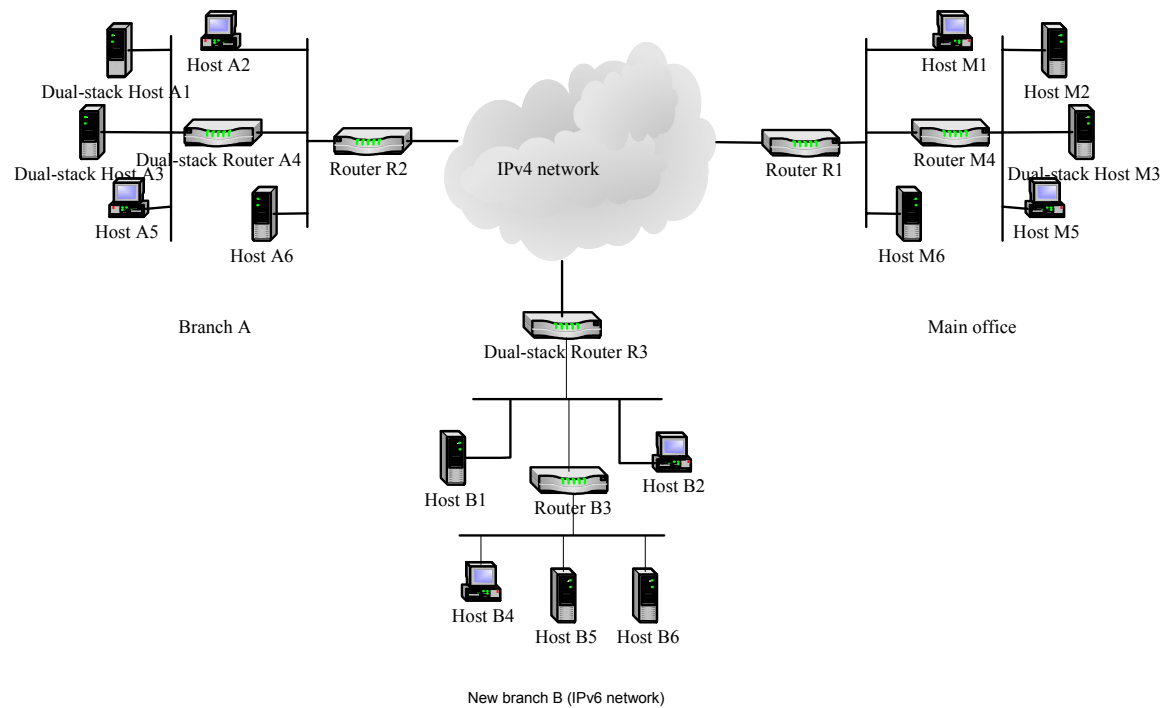 Host A2
Dual-stack Host A1
Dual-stack Router A4
Dual-stack Host A3
Host A5
Host A6
Router R2
IPv4 network
Router R1
Host M1
Host M2
Router M4
Dual-stack Host M3
Host M5
Host M6
Branch A
Main office
Dual-stack Router R3
Host B1
Host B2
Router B3
Host B4
Host B5
Host B6
New branch B (IPv6 network)